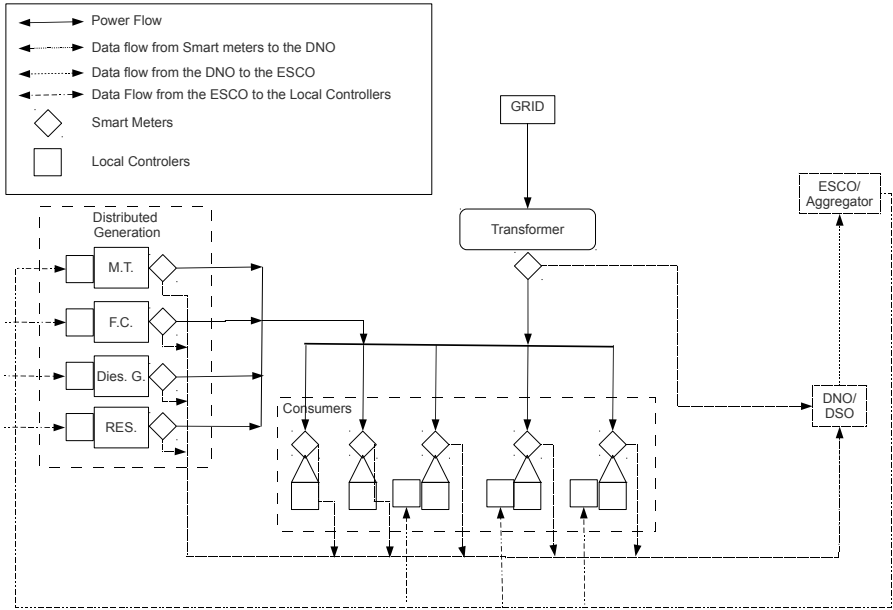 Power Flow
Data flow from Smart meters to the DNO
Data flow from the DNO to the ESCO
Data Flow from the ESCO to the Local Controllers
Smart Meters
Local Controlers
GRID
Transformer
ESCO/
Aggregator
Distributed
Generation
M.T.
F.C.
Dies. G.
RES.
Consumers
DNO/
DSO